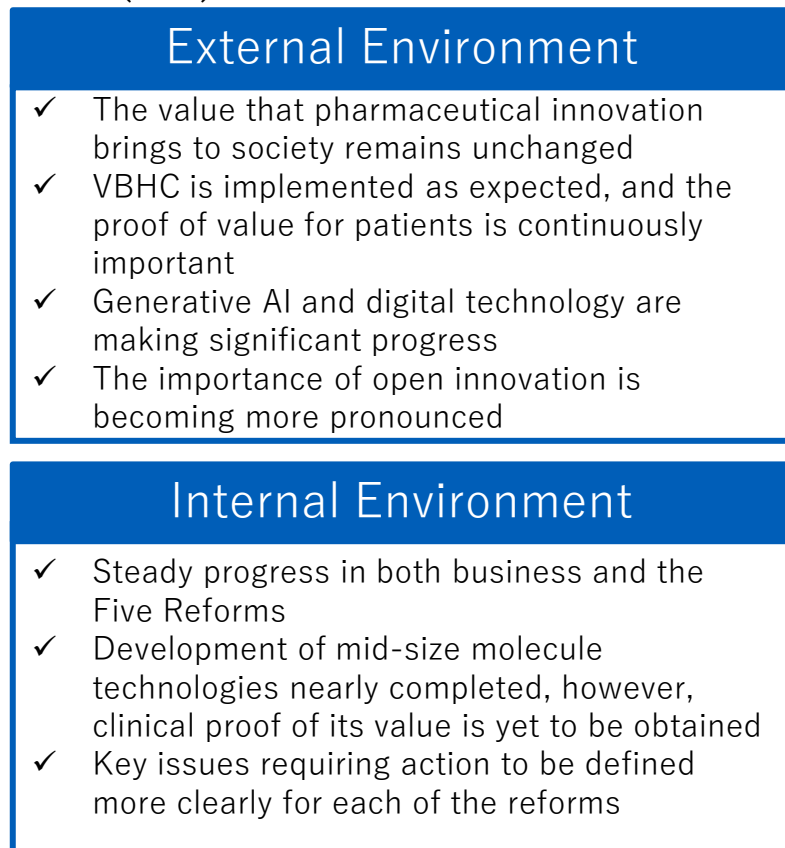 External Environment
✓ The value that pharmaceutical innovation
brings to society remains unchanged
✓ VBHC is implemented as expected, and the
proof of value for patients is continuously
important
✓ Generative AI and digital technology are
making significant progress
✓ The importance of open innovation is
becoming more pronounced
Internal Environment
✓ Steady progress in both business and the
Five Reforms
✓ Development of mid-size molecule
technologies nearly completed, however,
clinical proof of its value is yet to be obtained
✓ Key issues requiring action to be defined
more clearly for each of the reforms